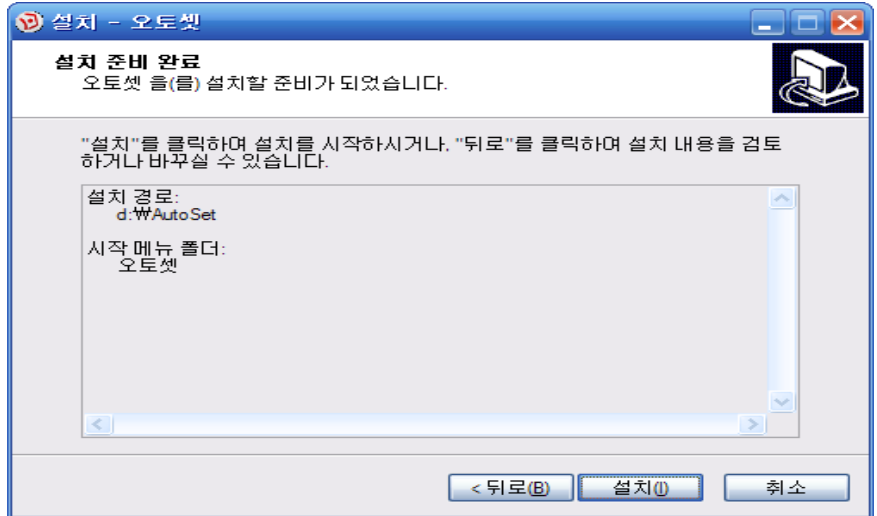 설치 - 오토셋
설치 준비 완료
오토셋 을(를) 설치할 준비가 되었습니다.
"설치"를 클릭하여 설치를 시작하시거나, "뒤로"를 클릭하여 설치 내용을 검토
하거나 바꾸실 수 있습니다.
설치 경로:
d:₩AutoSet
시작 메뉴 폴더:
오토셋
< 뒤로(B) 설치(I) 취소